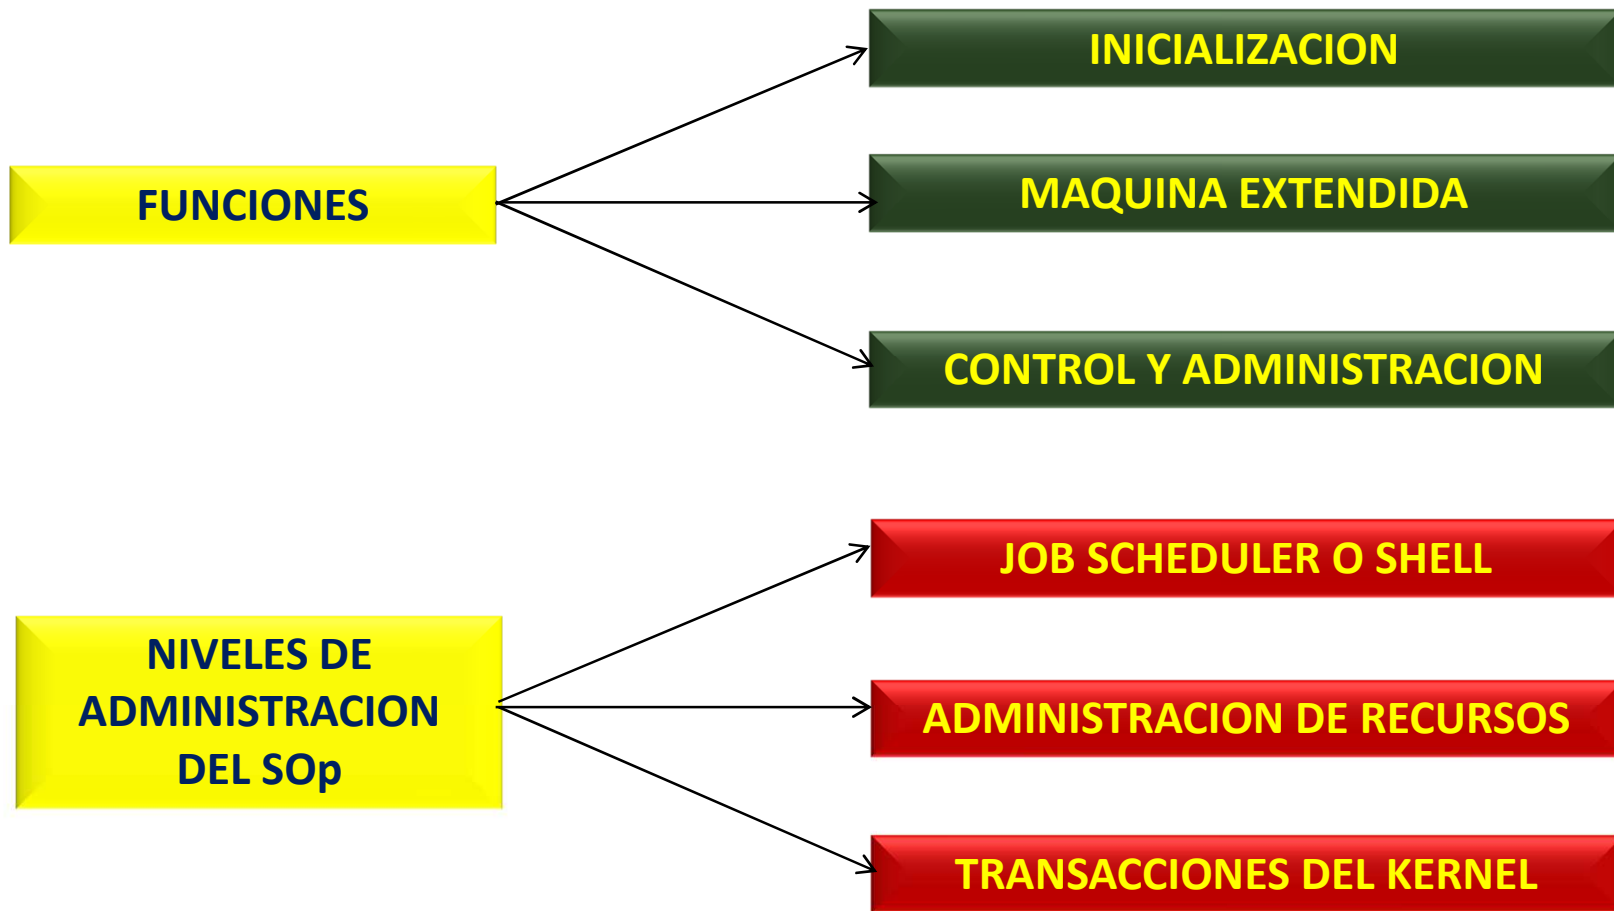 FUNCIONES
INICIALIZACION
MAQUINA EXTENDIDA
CONTROL Y ADMINISTRACION
NIVELES DE
ADMINISTRACION
DEL SOp
JOB SCHEDULER O SHELL
ADMINISTRACION DE RECURSOS
TRANSACCIONES DEL KERNEL